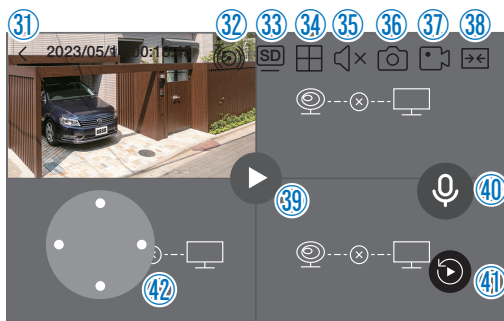 ㉛ ㉜ ㉝ ㉞ ㉟ ㊱ ㊲ ㊳
2023/05/1
SD
㊴
㊵
㊶
㊷